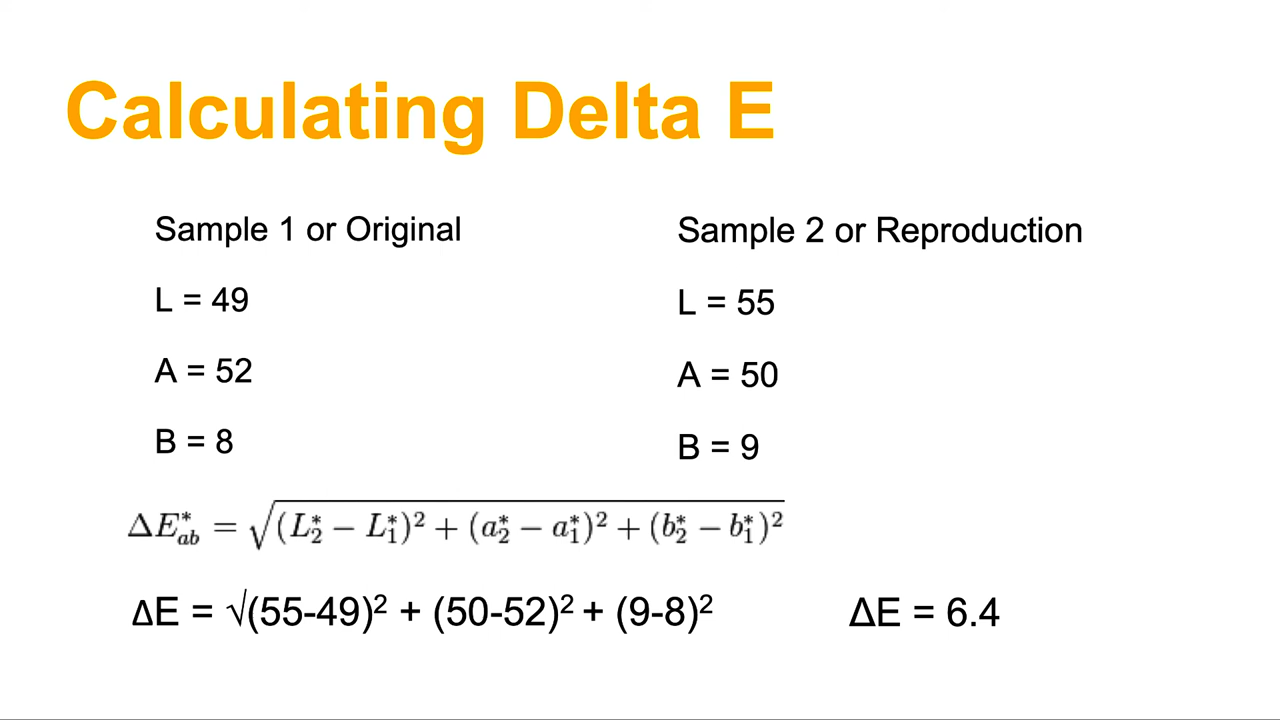 Calculating Delta E
Sample 1 or Original
L = 49
A = 52
B = 8
Sample 2 or Reproduction
L = 55
A = 50
B = 9
ΔE*ab = √(L*2 − L*1)² + (a*2 − a*1)² + (b*2 − b*1)²
ΔE = √(55-49)² + (50-52)² + (9-8)²
ΔE = 6.4